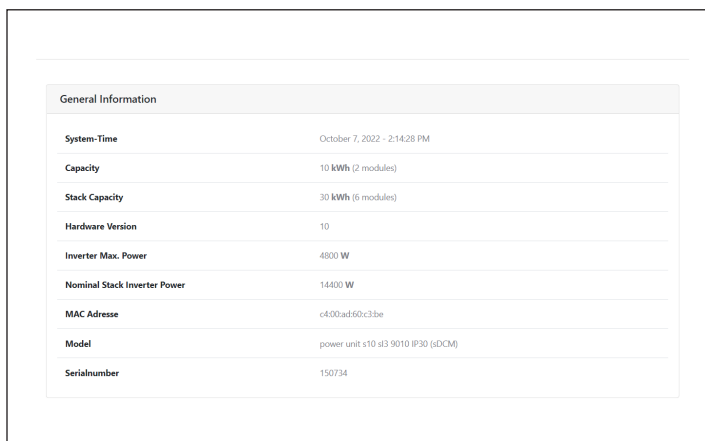 General Information
System-Time October 7, 2022 - 2:14:28 PM
Capacity 10 kWh (2 modules)
Stack Capacity 30 kWh (6 modules)
Hardware Version 10
Inverter Max. Power 4800 W
Nominal Stack Inverter Power 14400 W
MAC Adresse c4:00:ad:60:c3:be
Model power unit s10 sl3 9010 IP30 (sDCM)
Serialnumber 150734